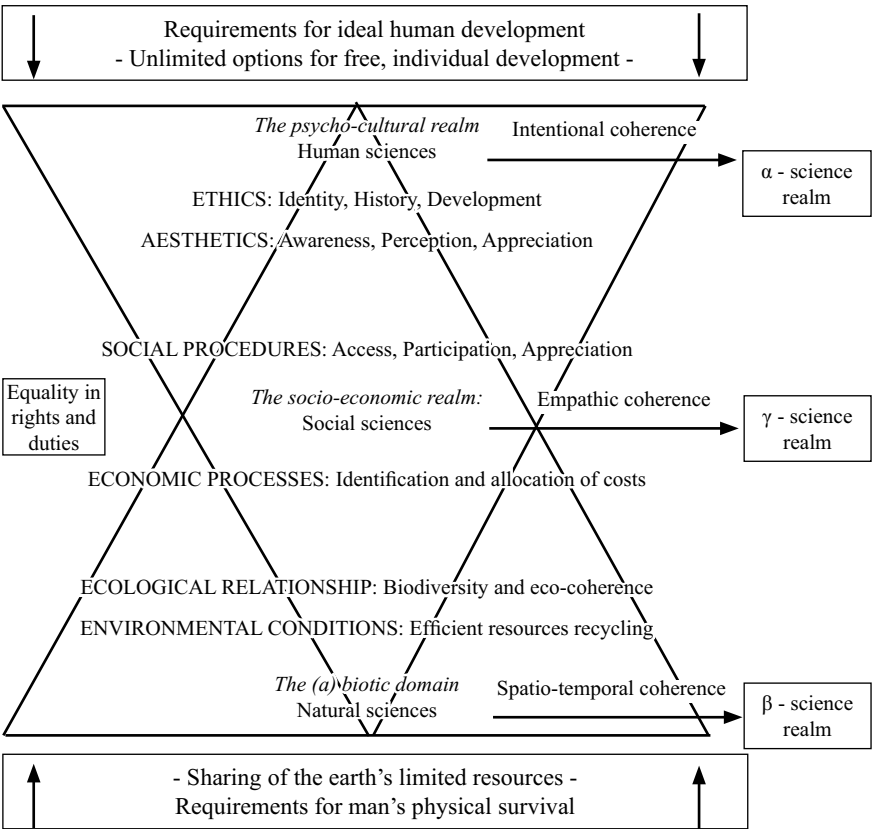 Requirements for ideal human development
- Unlimited options for free, individual development -
The psycho-cultural realm
Human sciences
Intentional coherence
α - science
realm
ETHICS: Identity, History, Development
AESTHETICS: Awareness, Perception, Appreciation
SOCIAL PROCEDURES: Access, Participation, Appreciation
Equality in
rights and
duties
The socio-economic realm:
Social sciences
Empathic coherence
γ - science
realm
ECONOMIC PROCESSES: Identification and allocation of costs
ECOLOGICAL RELATIONSHIP: Biodiversity and eco-coherence
ENVIRONMENTAL CONDITIONS: Efficient resources recycling
The (a) biotic domain
Natural sciences
Spatio-temporal coherence
β - science
realm
- Sharing of the earth's limited resources -
Requirements for man's physical survival